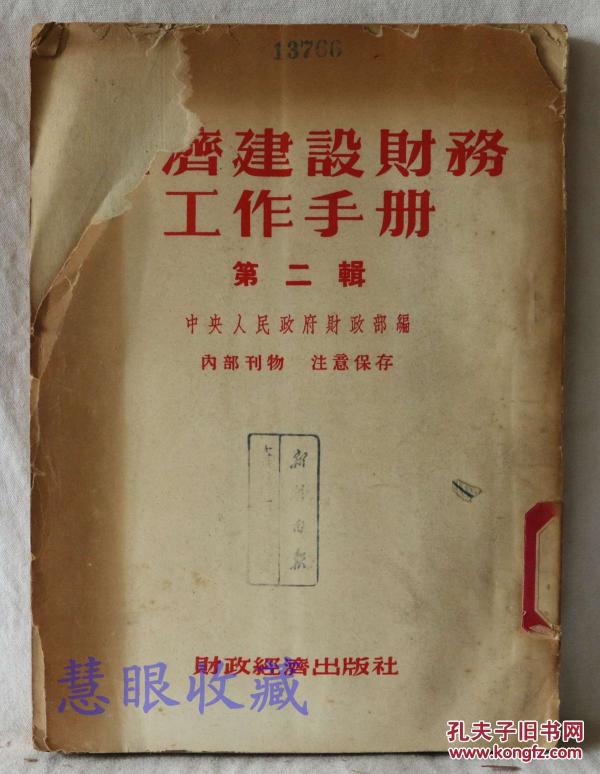 13766
濟建設財務
工作手册
第二輯
中央人民政府財政部編
內部刊物 注意保存
財政經濟出版社
慧眼收藏
孔夫子旧书网
www.kongfz.com